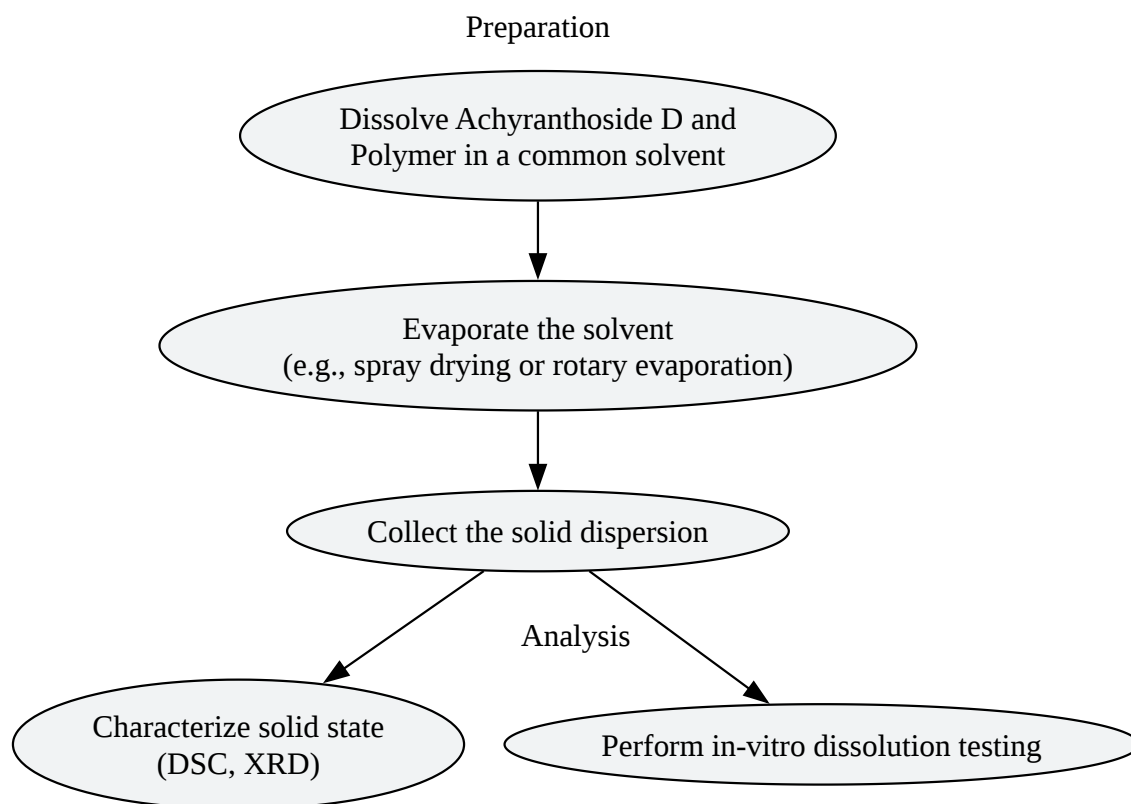 Preparation
Dissolve Achyranthoside D and
Polymer in a common solvent
Evaporate the solvent
(e.g., spray drying or rotary evaporation)
Collect the solid dispersion
Analysis
Characterize solid state
(DSC, XRD)
Perform in-vitro dissolution testing